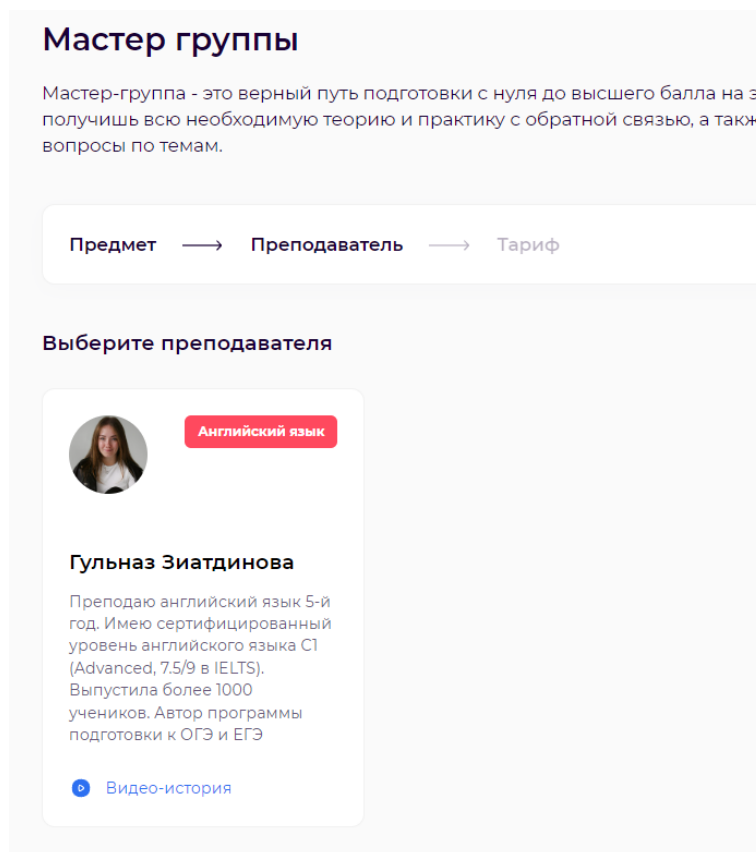 Мастер группы
Мастер-группа - это верный путь подготовки с нуля до высшего балла на
получишь всю необходимую теорию и практику с обратной связью, а
вопросы по темам.
Предмет → Преподаватель → Тариф
Выберите преподавателя
Английский язык
Гульназ Зиатдинова
Преподаю английский язык 5-й
год. Имею сертифицированный
уровень английского языка C1
(Advanced, 7.5/9 в IELTS).
Выпустила более 1000
учеников. Автор программы
подготовки к ОГЭ и ЕГЭ
Видео-история